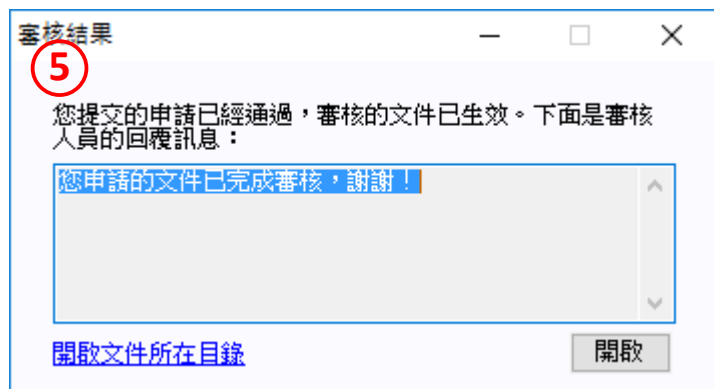 審核結果
5
您提交的申請已經通過，審核的文件已生效。下面是審核
人員的回覆訊息：
您申請的文件已完成審核，謝謝！
開啟文件所在目錄
開啟